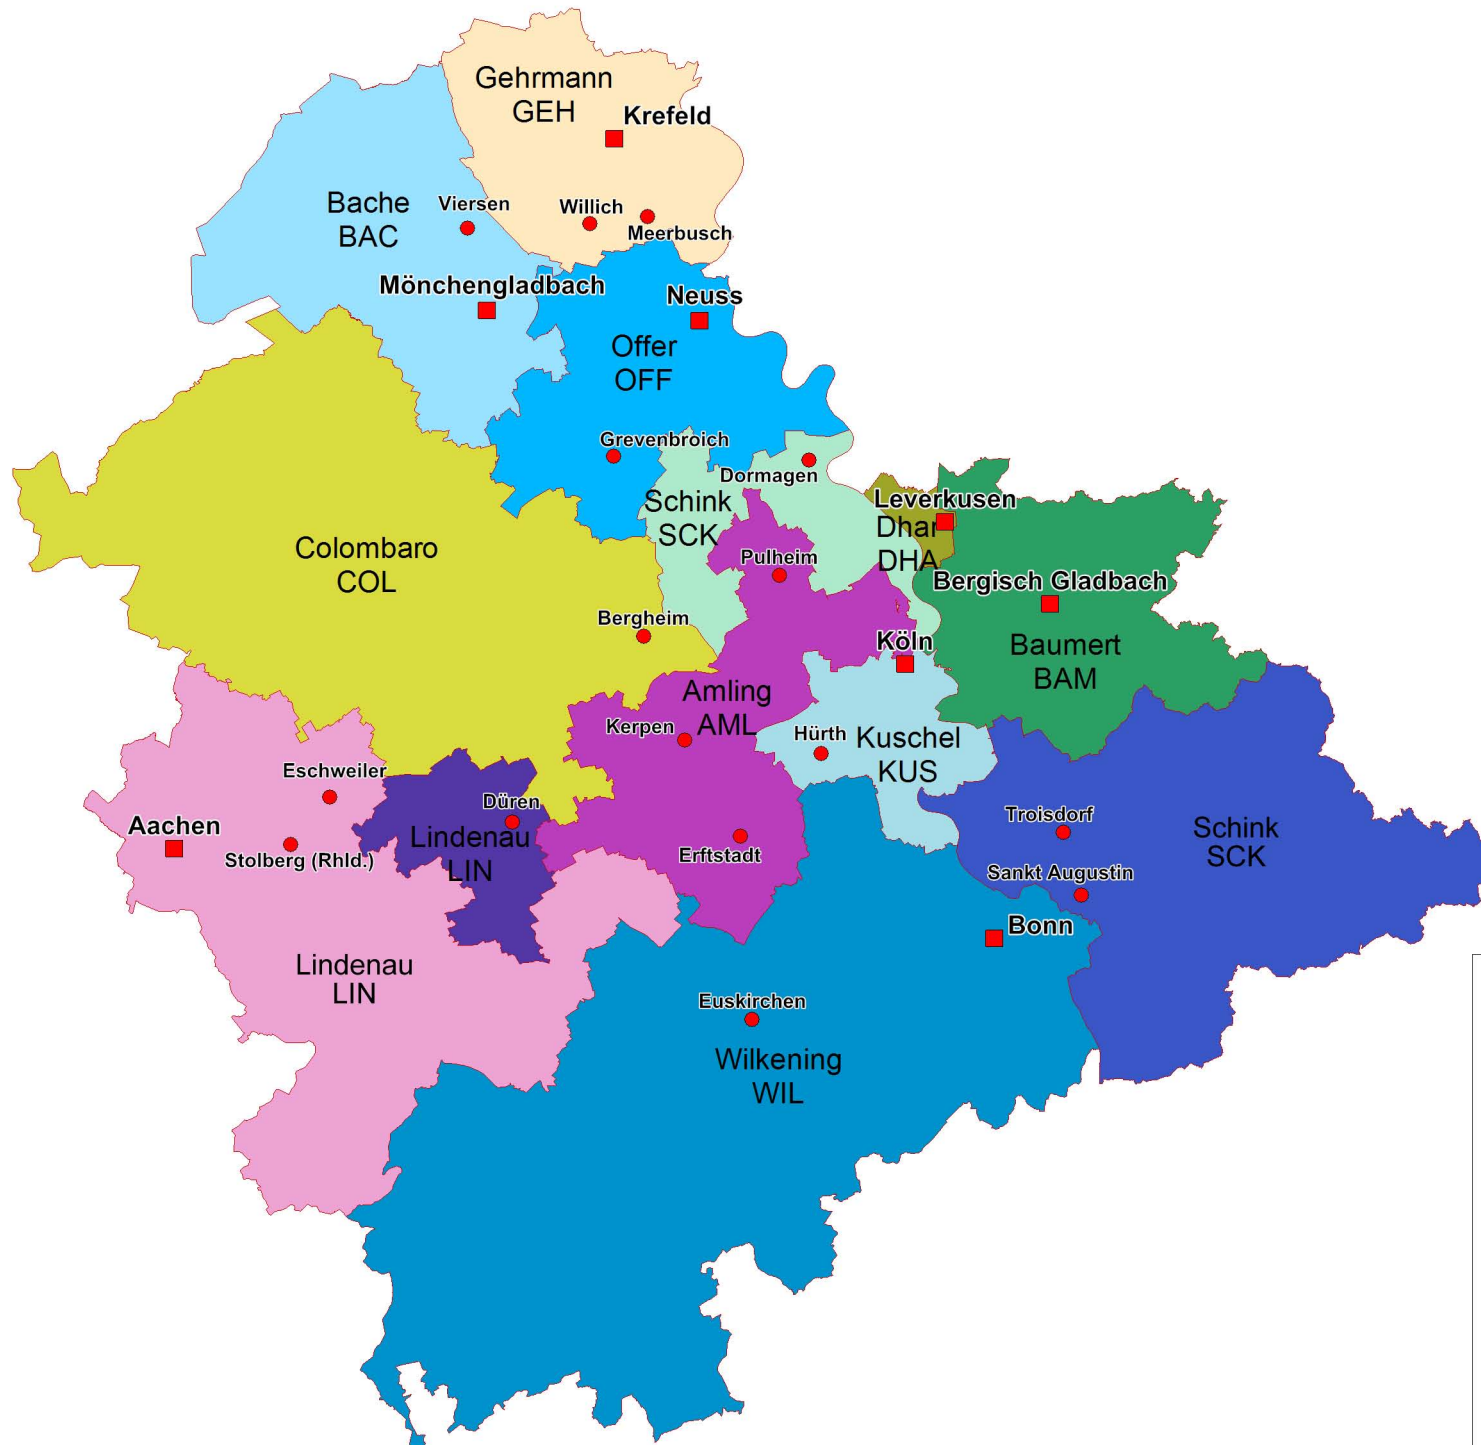 Gehrmann
GEH
Krefeld
Bache
BAC
Viersen
Willich
Meerbusch
Mönchengladbach
Neuss
Offer
OFF
Grevenbroich
Dormagen
Schink
SCK
Leverkusen
Dhar
DHA
Colombaro
COL
Pulheim
Bergisch Gladbach
Bergheim
Köln
Baumert
BAM
Amling
AML
Kerpen
Hürth
Kuschel
KUS
Eschweiler
Düren
Aachen
Stolberg (Rhld.)
Lindenau
LIN
Erftstadt
Troisdorf
Schink
SCK
Sankt Augustin
Bonn
Lindenau
LIN
Euskirchen
Wilkening
WIL